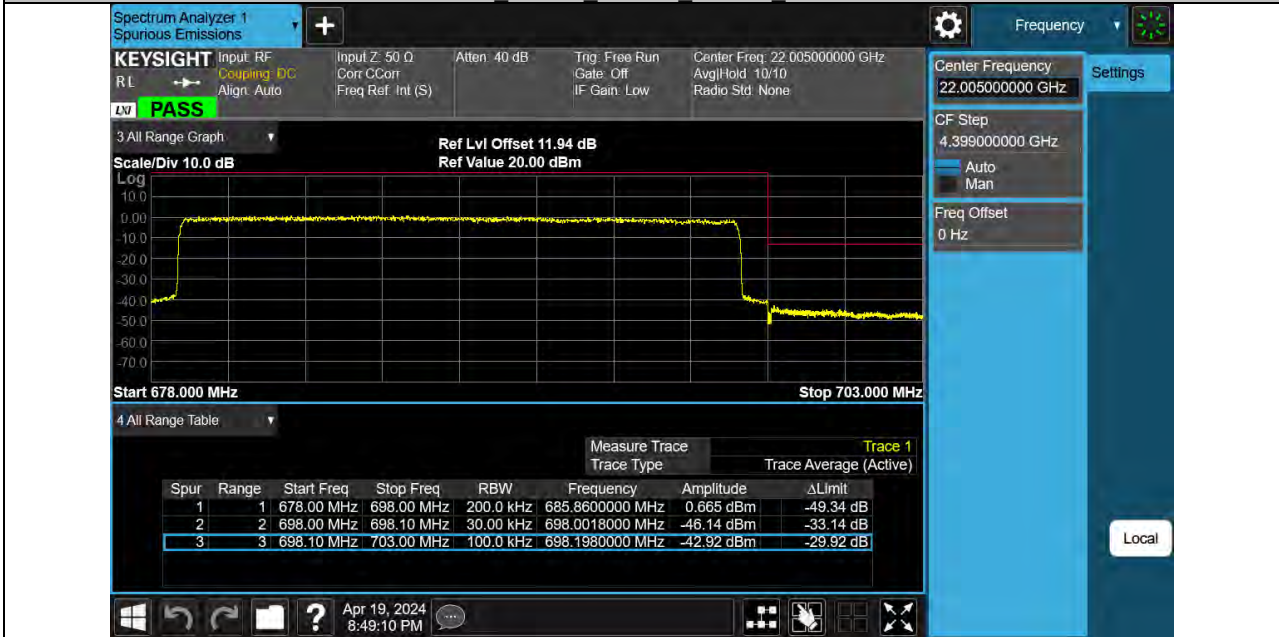 Spectrum Analyzer 1
Spurious Emissions
+
Frequency
KEYSIGHT
RL
LXI PASS
Input: RF
Coupling: DC
Align: Auto
Input Z: 50 Ω
Corr CCorr
Freq Ref: Int (S)
Atten: 40 dB
Trig: Free Run
Gate: Off
IF Gain: Low
Center Freq: 22.005000000 GHz
Avg|Hold: 10/10
Radio Std: None
Center Frequency
22.005000000 GHz
Settings
CF Step
4.399000000 GHz
Auto
Man
Freq Offset
0 Hz
3 All Range Graph
Scale/Div 10.0 dB
Ref Lvl Offset 11.94 dB
Ref Value 20.00 dBm
Log
10.0
0.00
-10.0
-20.0
-30.0
-40.0
-50.0
-60.0
-70.0
Start 678.000 MHz Stop 703.000 MHz
4 All Range Table
Measure Trace Trace 1
Trace Type Trace Average (Active)
Spur Range Start Freq Stop Freq RBW Frequency Amplitude ΔLimit
1 1 678.00 MHz 698.00 MHz 200.0 kHz 685.8600000 MHz 0.665 dBm -49.34 dB
2 2 698.00 MHz 698.10 MHz 30.00 kHz 698.0018000 MHz -46.14 dBm -33.14 dB
3 3 698.10 MHz 703.00 MHz 100.0 kHz 698.1980000 MHz -42.92 dBm -29.92 dB
Local
?
Apr 19, 2024
8:49:10 PM